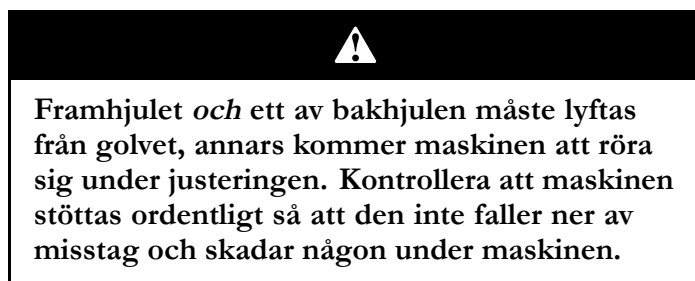 Framhjulet och ett av bakhjulen måste lyftas
från golvet, annars kommer maskinen att röra
sig under justeringen. Kontrollera att maskinen
stöttas ordentligt så att den inte faller ner av
misstag och skadar någon under maskinen.